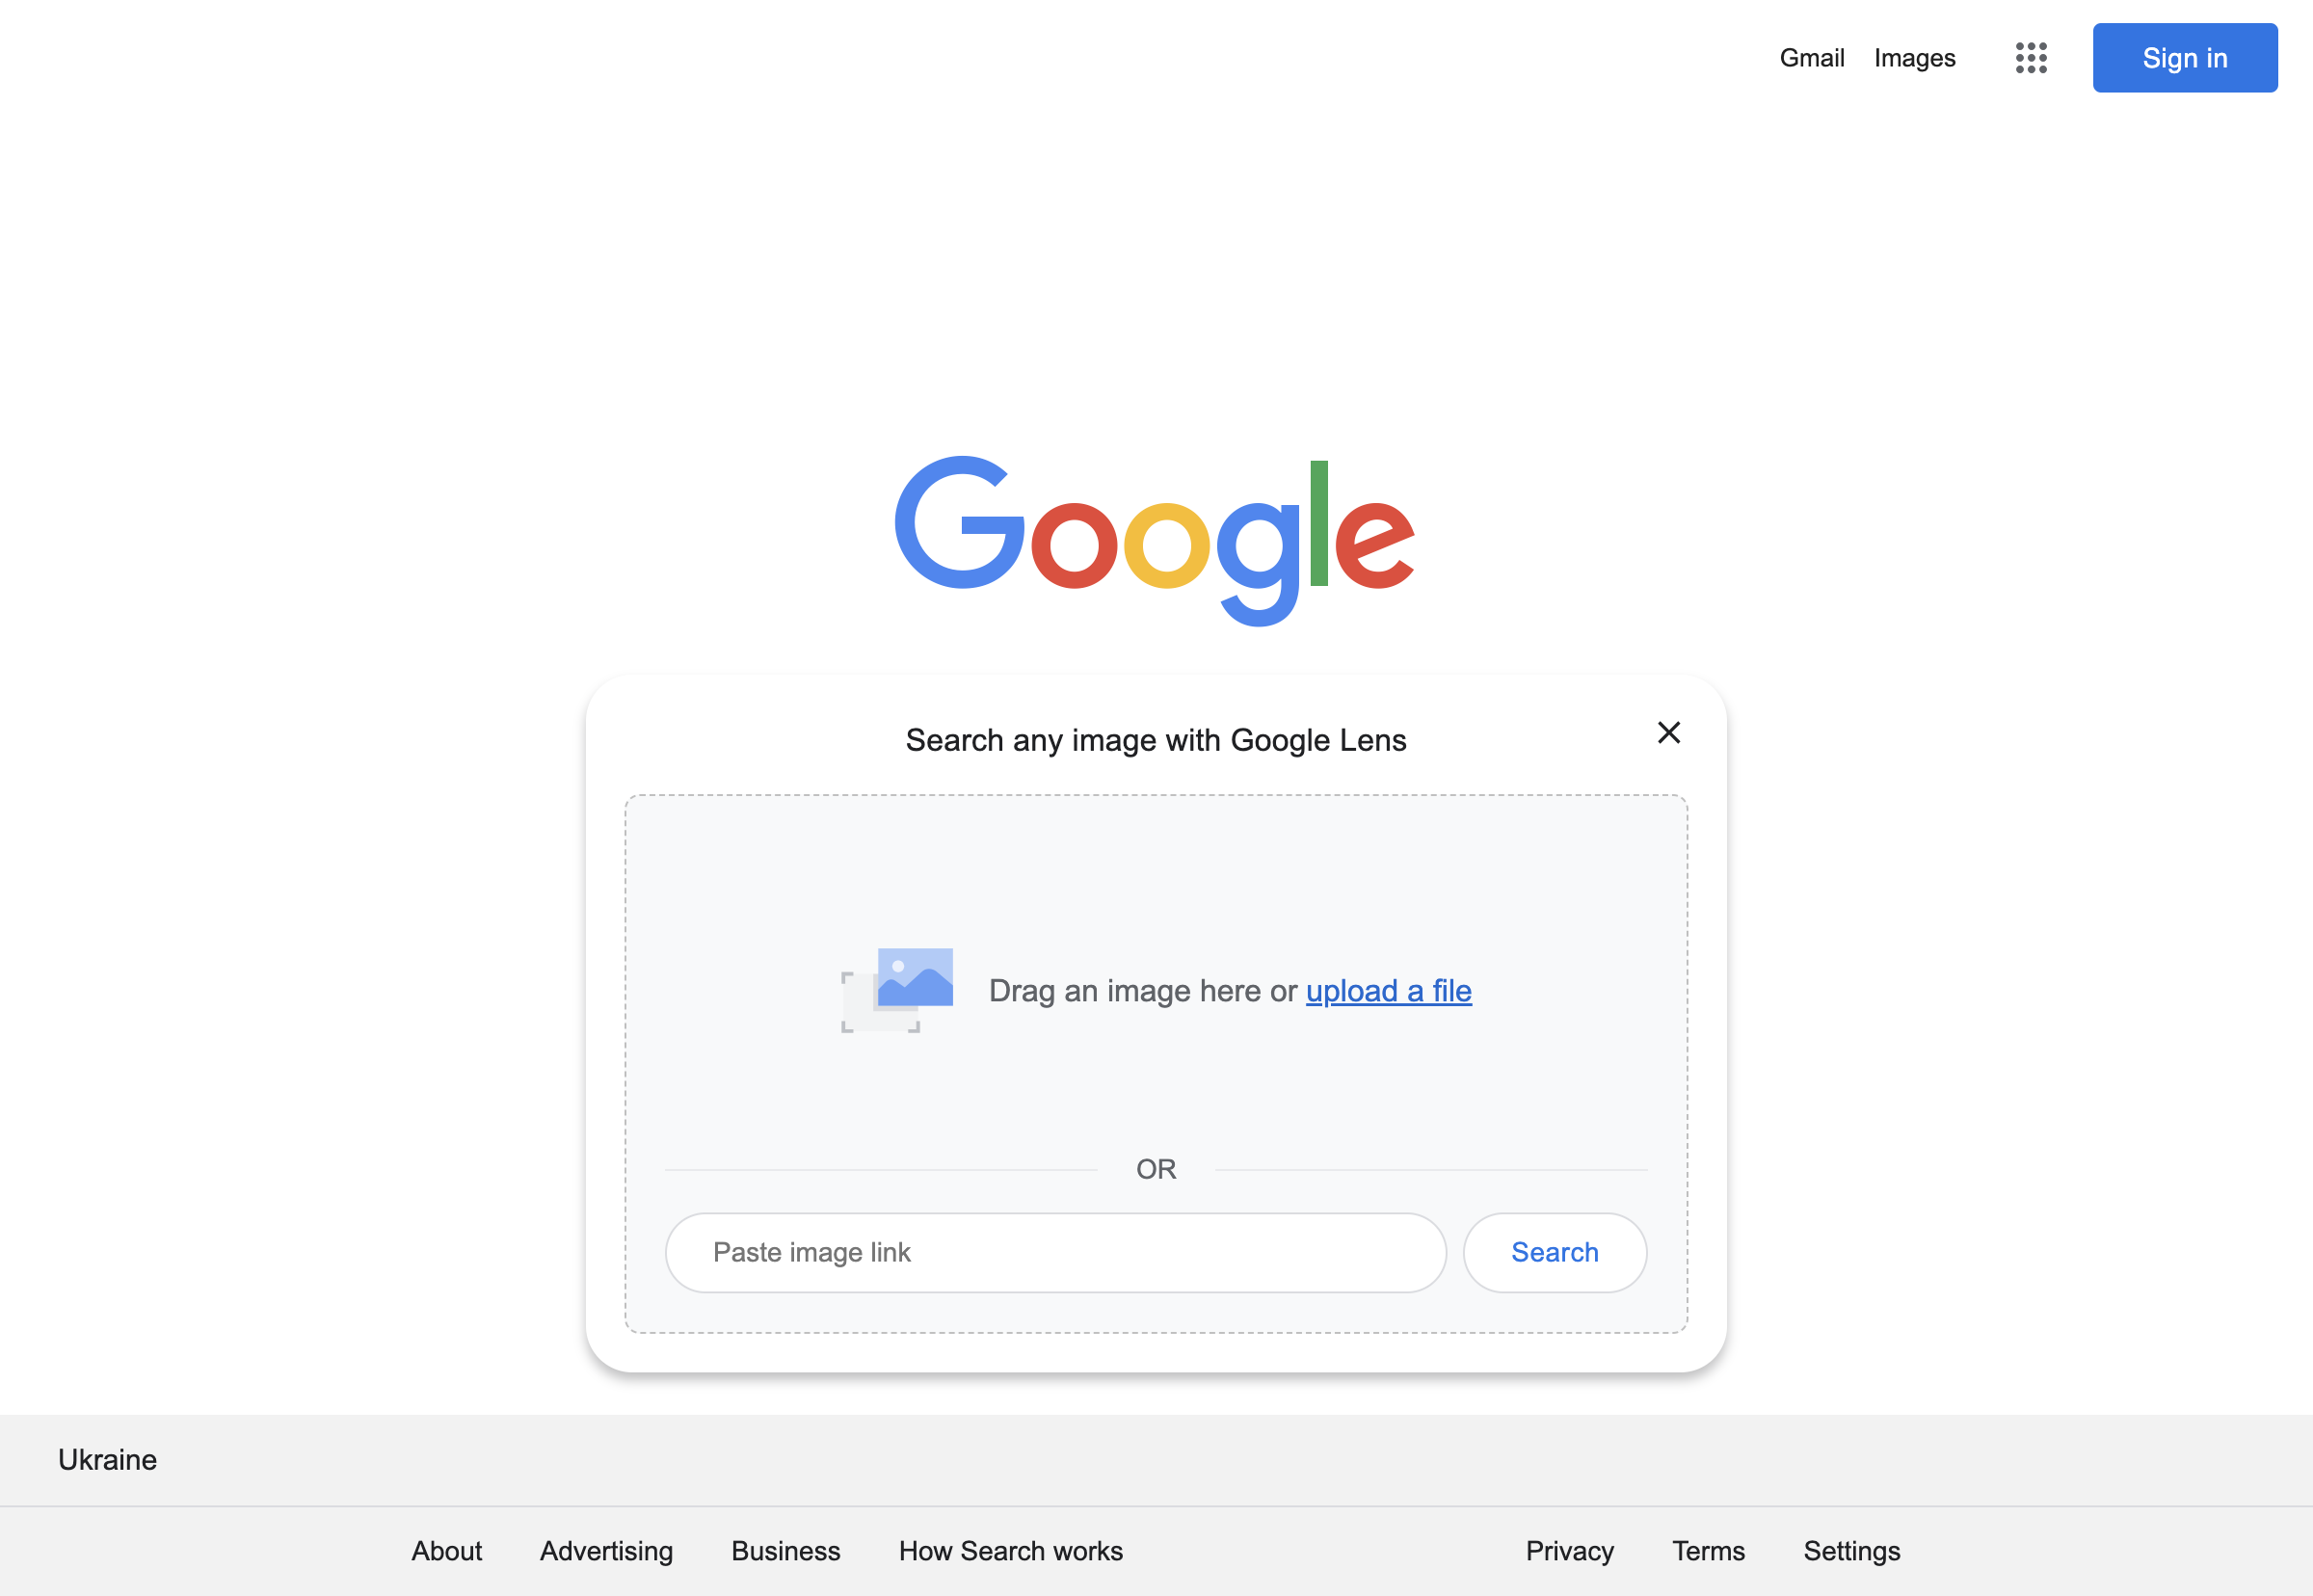 Gmail Images Sign in
Google
Search any image with Google Lens
Drag an image here or upload a file
OR
Paste image link Search
Ukraine
About Advertising Business How Search works Privacy Terms Settings